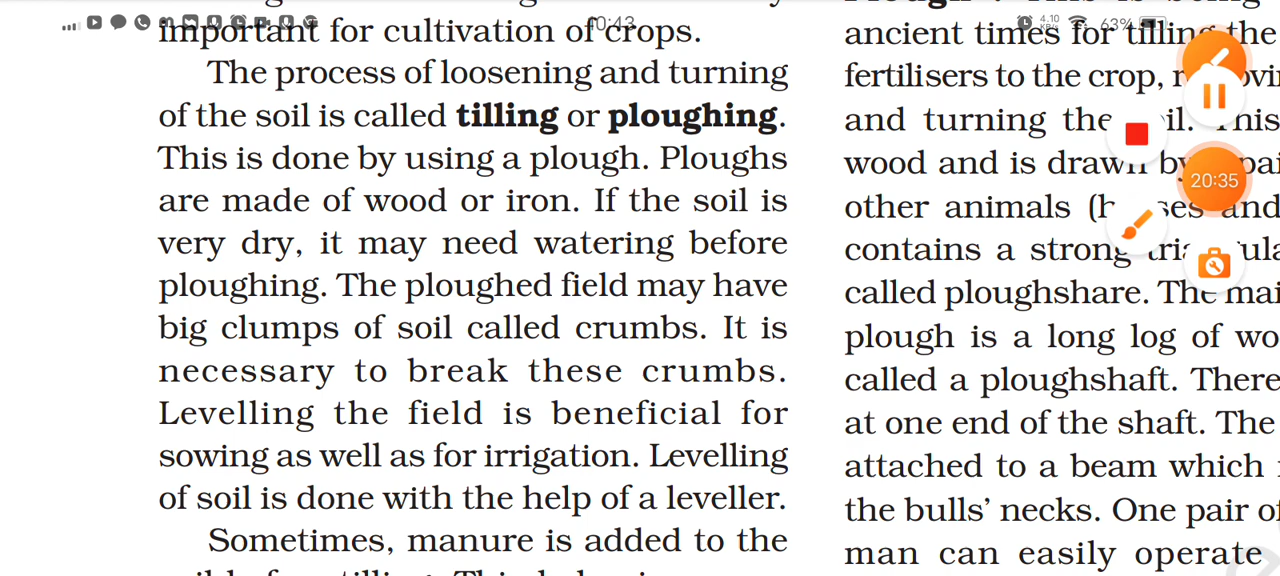 10:43
4.10
KB/s
63%
important for cultivation of crops.
The process of loosening and turning
of the soil is called tilling or ploughing.
This is done by using a plough. Ploughs
are made of wood or iron. If the soil is
very dry, it may need watering before
ploughing. The ploughed field may have
big clumps of soil called crumbs. It is
necessary to break these crumbs.
Levelling the field is beneficial for
sowing as well as for irrigation. Levelling
of soil is done with the help of a leveller.
Sometimes, manure is added to the
ancient times for tilling the
fertilisers to the crop,
and turning the
wood and is drawn by
other animals
contains a strong
called ploughshare. The
plough is a long log of
called a ploughshaft. There
at one end of the shaft. The
attached to a beam which
the bulls' necks. One pair
man can easily operate
20:35